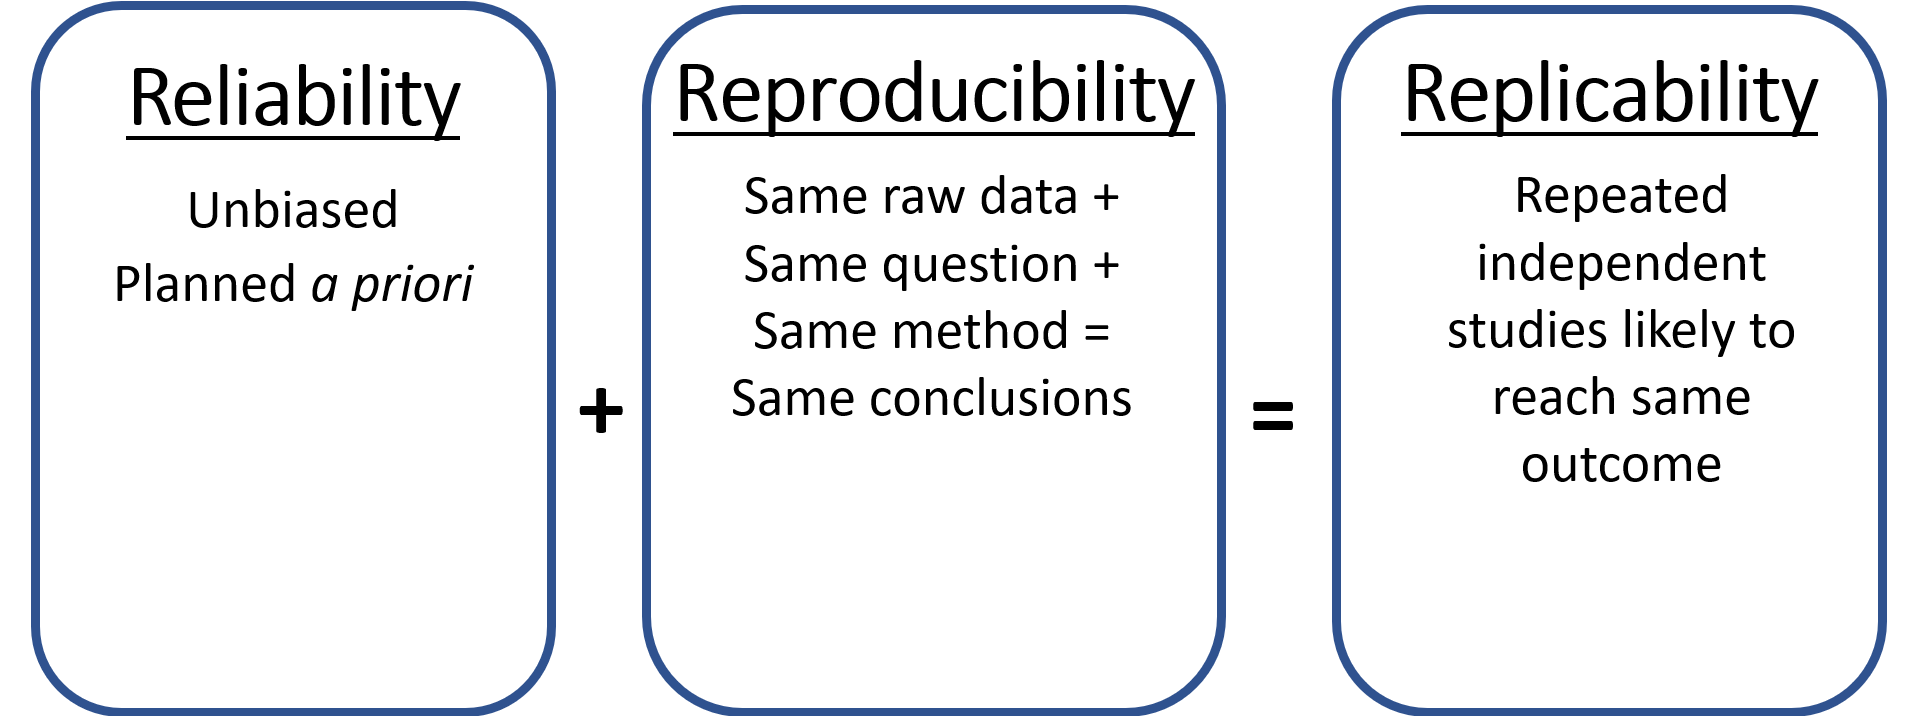 Reliability
Unbiased
Planned a priori
+
Reproducibility
Same raw data +
Same question +
Same method =
Same conclusions
=
Replicability
Repeated
independent
studies likely to
reach same
outcome